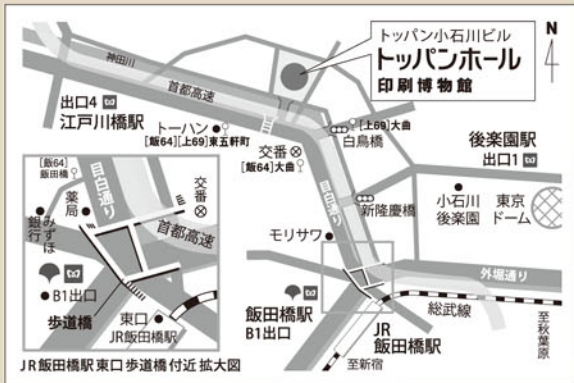 トッパン小石川ビル
トッパンホール
印刷博物館
N
神田川
首都高速
出口4
江戸川橋駅
トーハン
[飯64][上69]東五軒町
[上69]大曲
白鳥橋
交番
[飯64]大曲
後楽園駅
出口1
目白通り
新隆慶橋
小石川
後楽園
東京
ドーム
モリサワ
外堀通り
飯田橋駅
B1出口
総武線
JR
飯田橋駅
至新宿
至秋葉原
[飯64]
飯田橋
目白通り
交番
薬局
みずほ
銀行
首都高速
B1出口
歩道橋
東口
JR飯田橋駅
JR飯田橋駅東口歩道橋付近 拡大図